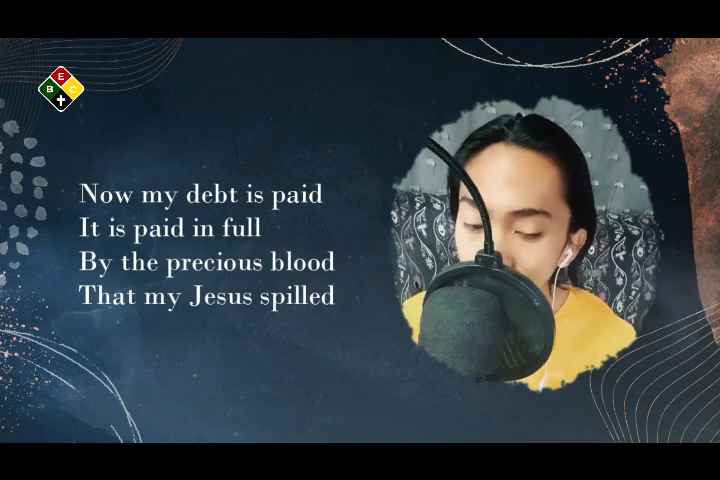 E
B C
Now my debt is paid
It is paid in full
By the precious blood
That my Jesus spilled